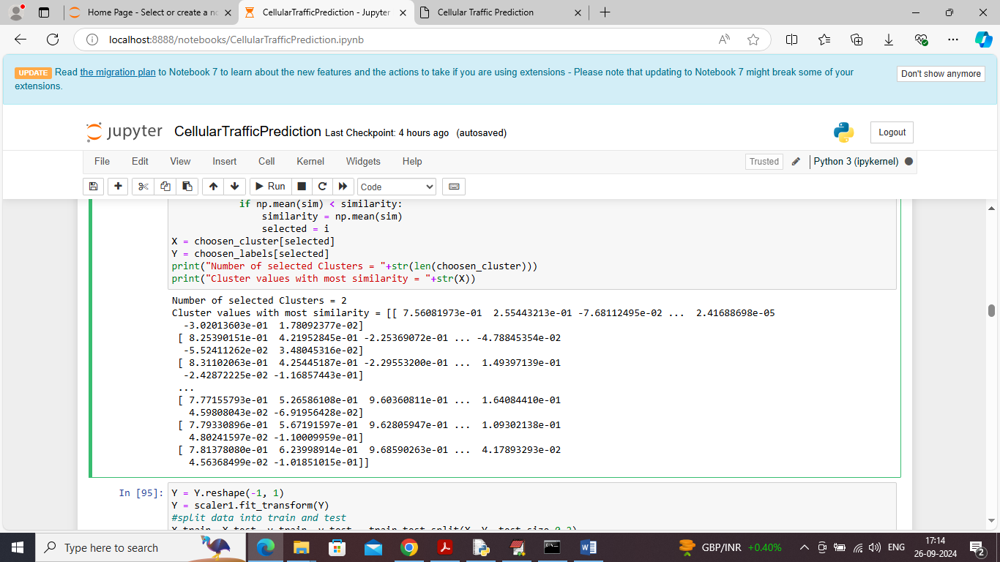 Home Page - Select or create a no
CellularTrafficPrediction - Jupyter
Cellular Traffic Prediction
localhost:8888/notebooks/CellularTrafficPrediction.ipynb
UPDATE Read the migration plan to Notebook 7 to learn about the new features and the actions to take if you are using extensions - Please note that updating to Notebook 7 might break some of your
extensions.
Don't show anymore
jupyter CellularTrafficPrediction Last Checkpoint: 4 hours ago (autosaved)
Logout
File Edit View Insert Cell Kernel Widgets Help
Trusted Python 3 (ipykernel)
Run Code
if np.mean(sim) < similarity:
similarity = np.mean(sim)
selected = i
X = choosen_cluster[selected]
Y = choosen_labels[selected]
print("Number of selected Clusters = "+str(len(choosen_cluster)))
print("Cluster values with most similarity = "+str(X))
Number of selected Clusters = 2
Cluster values with most similarity = [[ 7.56081973e-01 2.55443213e-01 -7.68112495e-02 ... 2.41688698e-05
-3.02013603e-01 1.78092377e-02]
[ 8.25390151e-01 4.21952845e-01 -2.25369072e-01 ... -4.78845354e-02
-5.52411262e-02 3.48045316e-02]
[ 8.31102063e-01 4.25445187e-01 -2.29553200e-01 ... 1.49397139e-01
-2.42872225e-02 -1.16857443e-01]
...
[ 7.77155793e-01 5.26586108e-01 9.60360811e-01 ... 1.64084410e-01
4.59808043e-02 -6.91956428e-02]
[ 7.79330896e-01 5.67191597e-01 9.62805947e-01 ... 1.09302138e-01
4.80241597e-02 -1.10009959e-01]
[ 7.81378080e-01 6.23998914e-01 9.68590263e-01 ... 4.17893293e-02
4.56368499e-02 -1.01851015e-01]]
In [95]: Y = Y.reshape(-1, 1)
Y = scaler1.fit_transform(Y)
#split data into train and test
X_train, X_test, y_train, y_test = train_test_split(X, Y, test_size=0.2)
Type here to search
GBP/INR +0.40%
ENG
17:14
26-09-2024
2